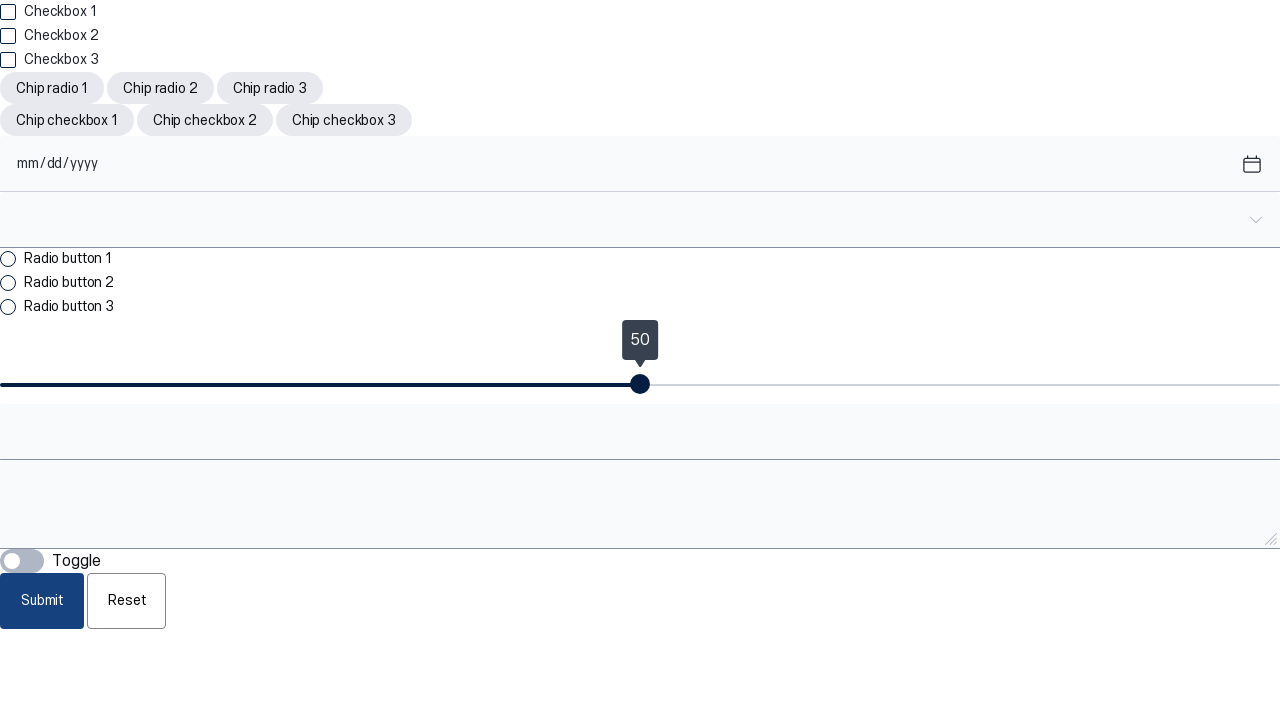 Checkbox 1
Checkbox 2
Checkbox 3
Chip radio 1 Chip radio 2 Chip radio 3
Chip checkbox 1 Chip checkbox 2 Chip checkbox 3
mm/dd/yyyy
Radio button 1
Radio button 2
Radio button 3
50
Toggle
Submit Reset